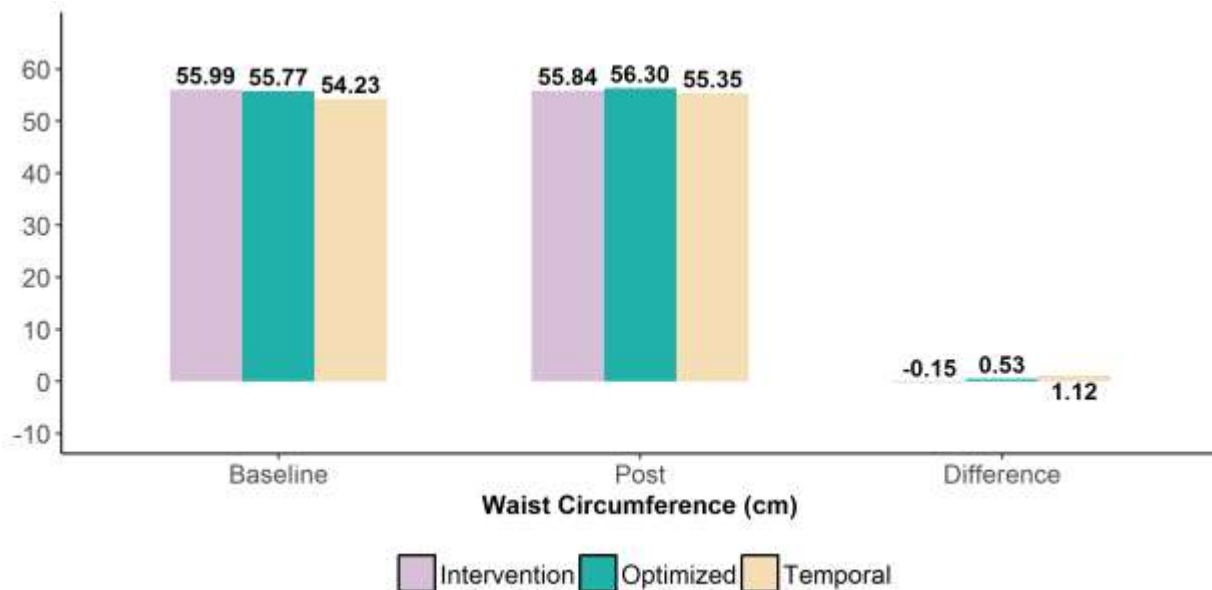 60
50
40
30
20
10
0
-10
55.99 55.77 54.23
55.84 56.30 55.35
-0.15 0.53 1.12
Baseline Post Difference
Waist Circumference (cm)
Intervention Optimized Temporal